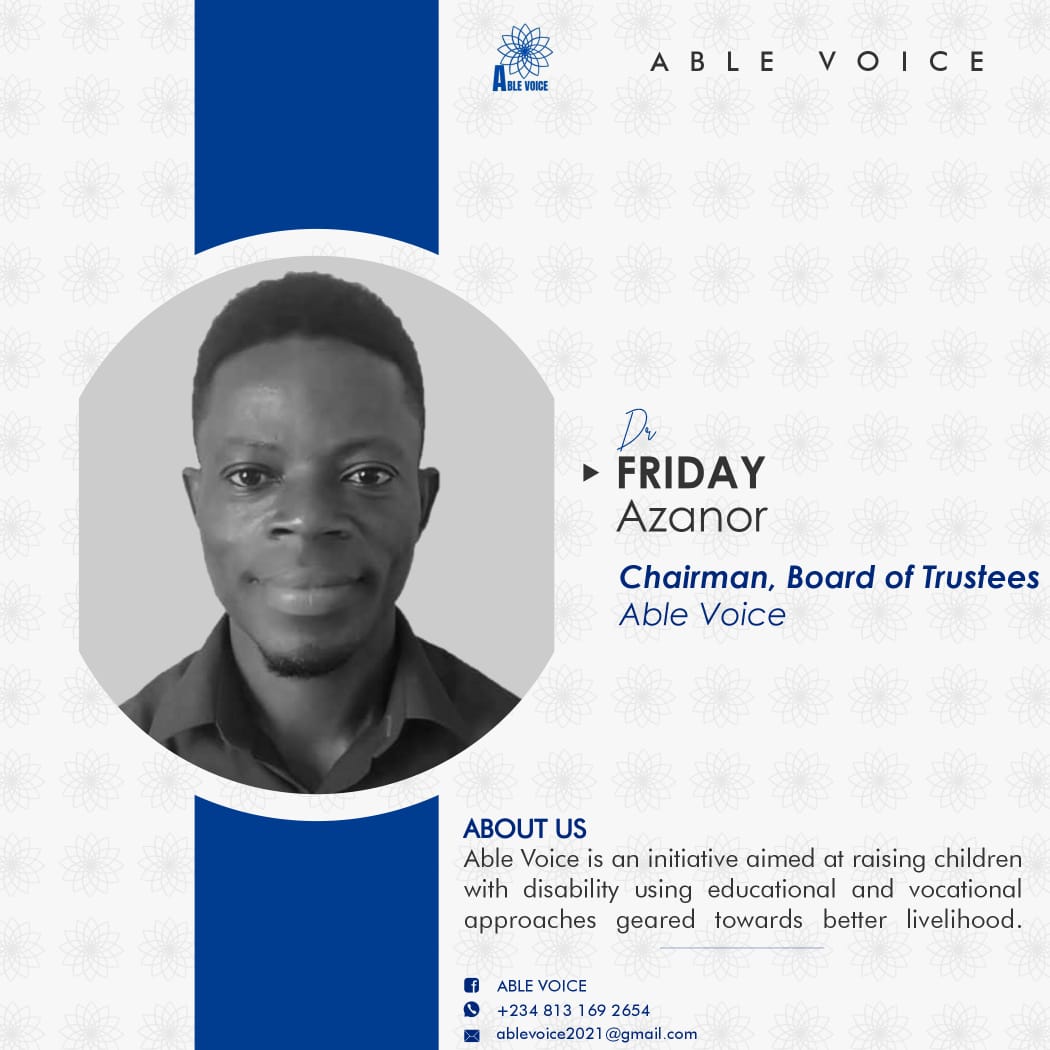 ABLE VOICE
ABLE VOICE
Dr
FRIDAY
Azanor
Chairman, Board of Trustees
Able Voice
ABOUT US
Able Voice is an initiative aimed at raising children
with disability using educational and vocational
approaches geared towards better livelihood.
ABLE VOICE
+234 813 169 2654
ablevoice2021@gmail.com